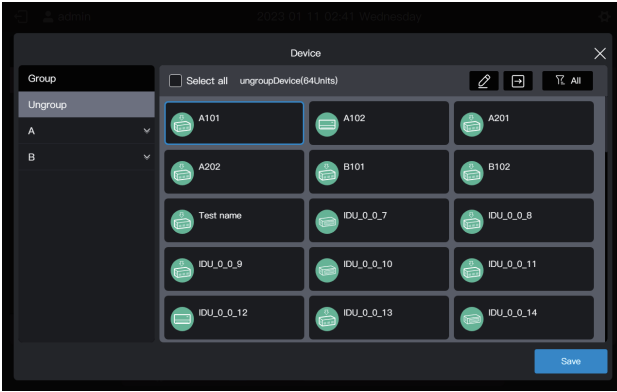 admin 2023 01 11 02:41 Wednesday
Device
Group
Select all ungroupDevice(64Units) All
Ungroup
A
B
A101 A102 A201
A202 B101 B102
Test name IDU_0_0_7 IDU_0_0_8
IDU_0_0_9 IDU_0_0_10 IDU_0_0_11
IDU_0_0_12 IDU_0_0_13 IDU_0_0_14
Save